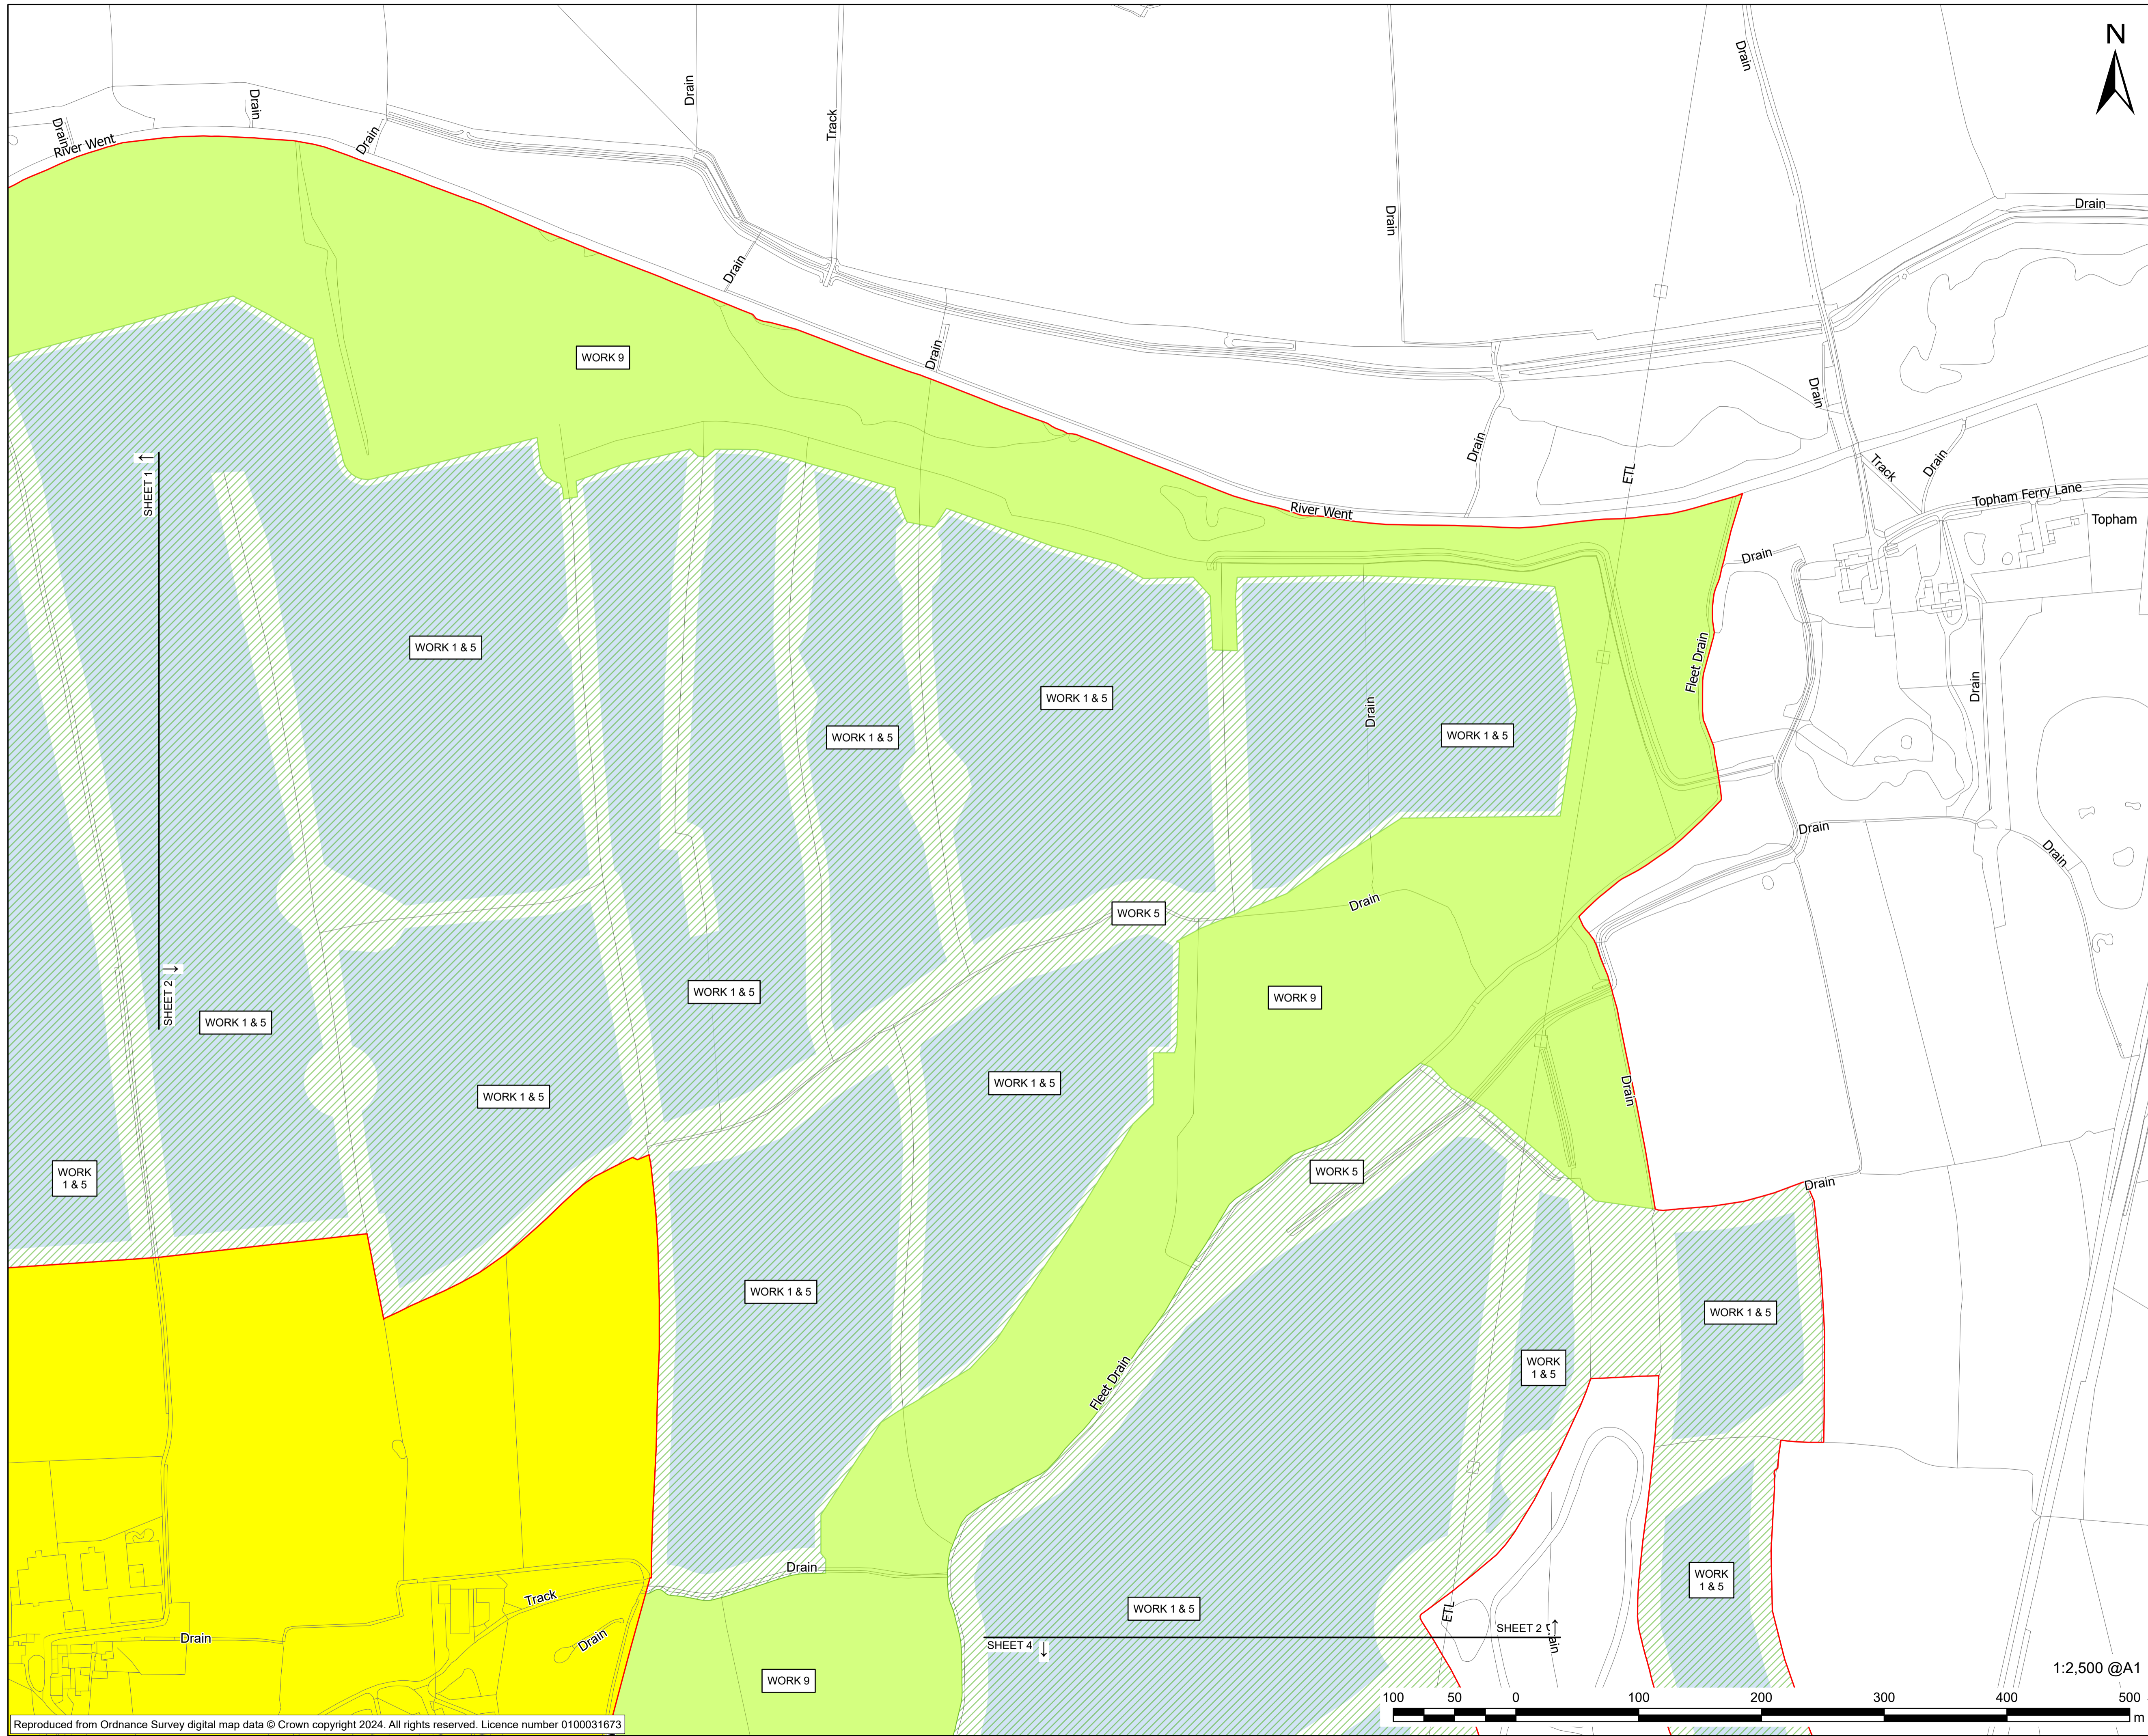 N
Drain
Drain
Drain
River Went
Drain
Drain
Track
Drain
Drain
Drain
Drain
Drain
WORK 9
Drain
ETL
Drain
Drain
Track
Drain
Topham Ferry Lane
Topham
SHEET 1
←
River Went
Drain
Fleet Drain
Drain
WORK 1 & 5
WORK 1 & 5
WORK 1 & 5
Drain
WORK 1 & 5
Drain
Drain
Drain
WORK 5
SHEET 2
→
WORK 1 & 5
WORK 1 & 5
WORK 9
WORK 1 & 5
WORK 1 & 5
Drain
WORK
1 & 5
WORK 5
Drain
WORK 1 & 5
WORK 1 & 5
WORK
1 & 5
Fleet Drain
Drain
WORK
1 & 5
Track
Drain
Drain
WORK 1 & 5
ETL
SHEET 2 ↑
SHEET 4 ↓
WORK 9
1:2,500 @A1
100 50 0 100 200 300 400 500
m
Reproduced from Ordnance Survey digital map data © Crown copyright 2024. All rights reserved. Licence number 0100031673